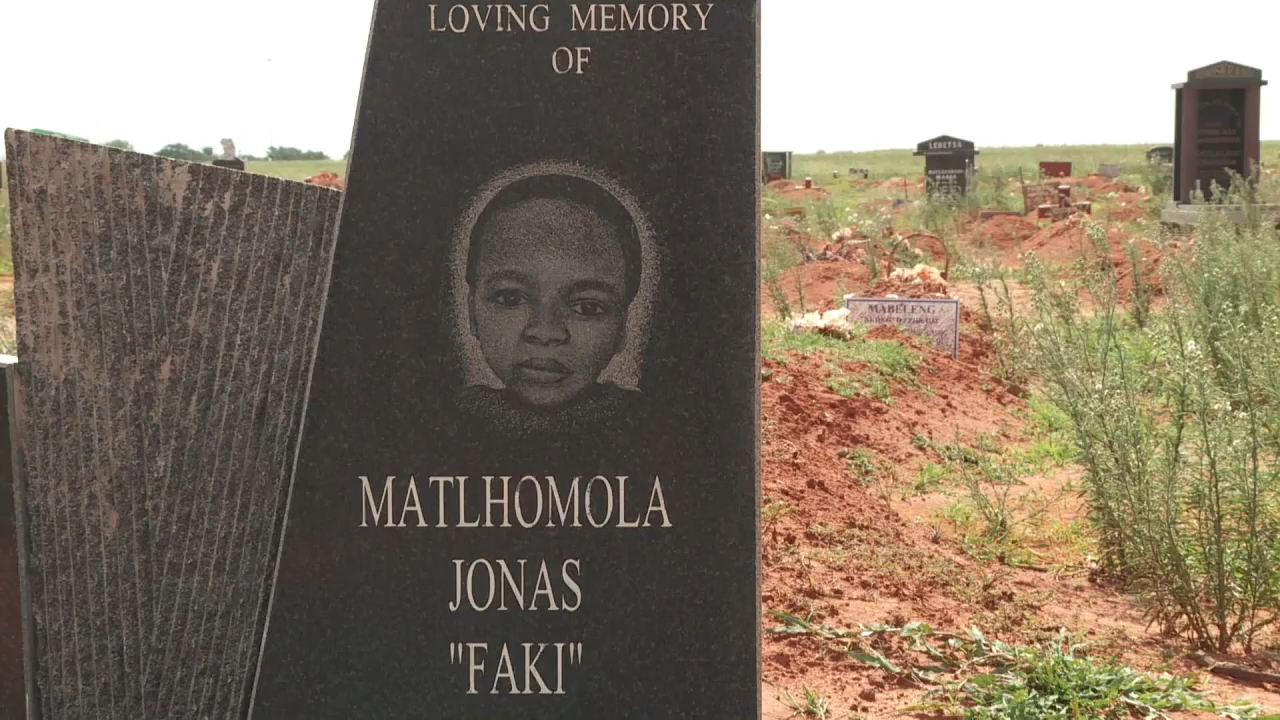 LOVING MEMORY
OF
MATLHOMOLA
JONAS
"FAKI"
LEBETSA
MABELENG